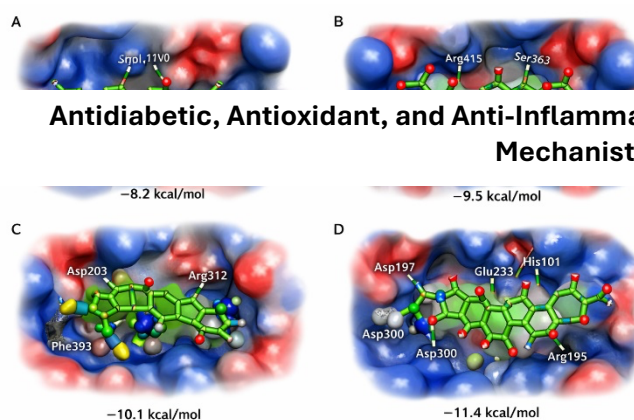 A
B
Arg415
Ser363
Antidiabetic, Antioxidant, and Anti-Inflamma
Mechanist
−8.2 kcal/mol
−9.5 kcal/mol
C
D
Asp203
Arg312
Phe393
Asp197
Glu233
His101
Asp300
Asp300
Arg195
−10.1 kcal/mol
−11.4 kcal/mol